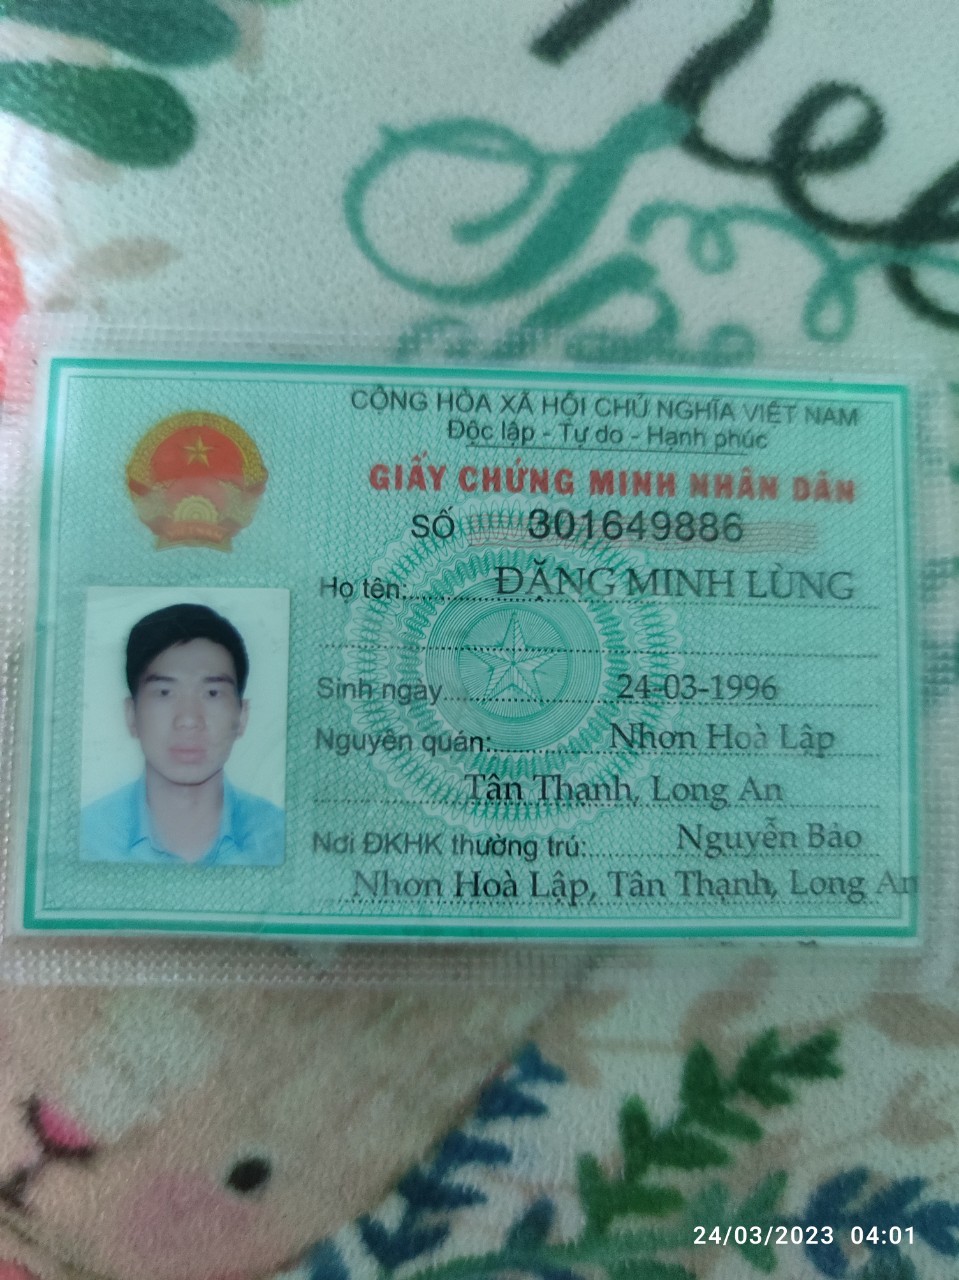 CỘNG HÒA XÃ HỘI CHỦ NGHĨA VIỆT NAM
Độc lập - Tự do - Hạnh phúc
GIẤY CHỨNG MINH NHÂN DÂN
SỐ 301649886
Họ tên: ĐẶNG MINH LÙNG
Sinh ngày 24-03-1996
Nguyên quán: Nhơn Hoà Lập
Tân Thạnh, Long An
Nơi ĐKHK thường trú: Nguyễn Bảo
Nhơn Hoà Lập, Tân Thạnh, Long An
24/03/2023 04:01